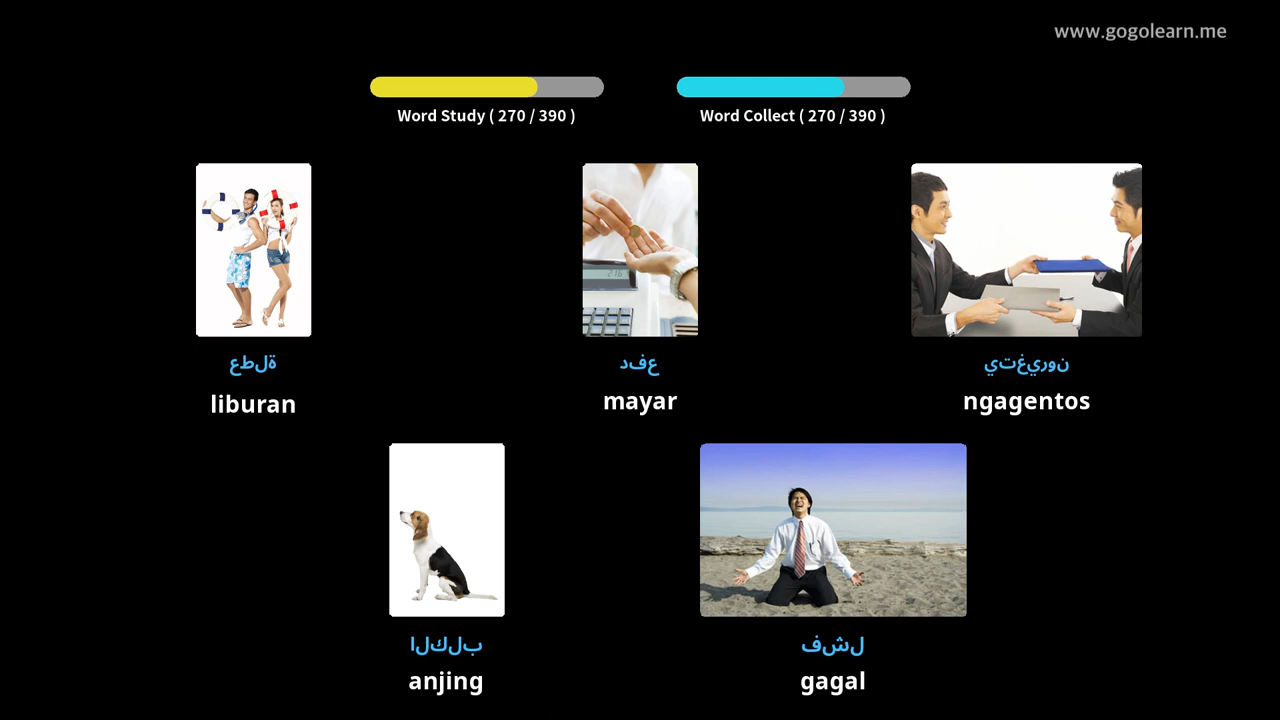 www.gogolearn.me
Word Study ( 270 / 390 )
Word Collect ( 270 / 390 )
عطلة
دفع
يتغيرون
liburan
mayar
ngagentos
الكلب
فشل
anjing
gagal